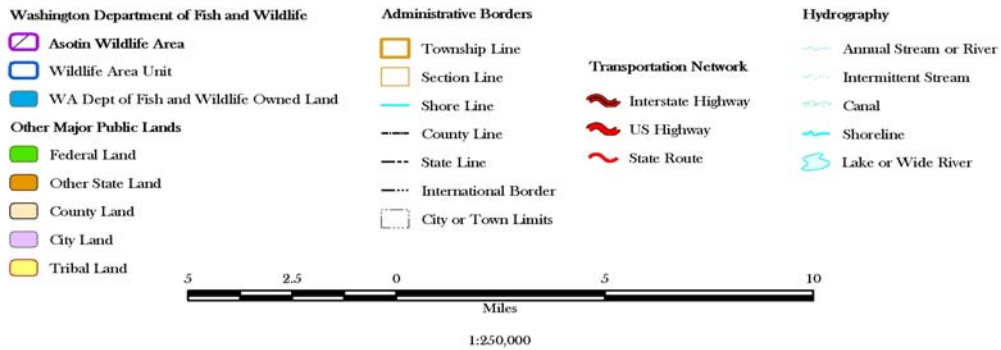 Washington Department of Fish and Wildlife
Asotin Wildlife Area
Wildlife Area Unit
WA Dept of Fish and Wildlife Owned Land
Other Major Public Lands
Federal Land
Other State Land
County Land
City Land
Tribal Land
Administrative Borders
Township Line
Section Line
Shore Line
County Line
State Line
International Border
City or Town Limits
Transportation Network
Interstate Highway
US Highway
State Route
Hydrography
Annual Stream or River
Intermittent Stream
Canal
Shoreline
Lake or Wide River
5 2.5 0 5 10
Miles
1:250,000